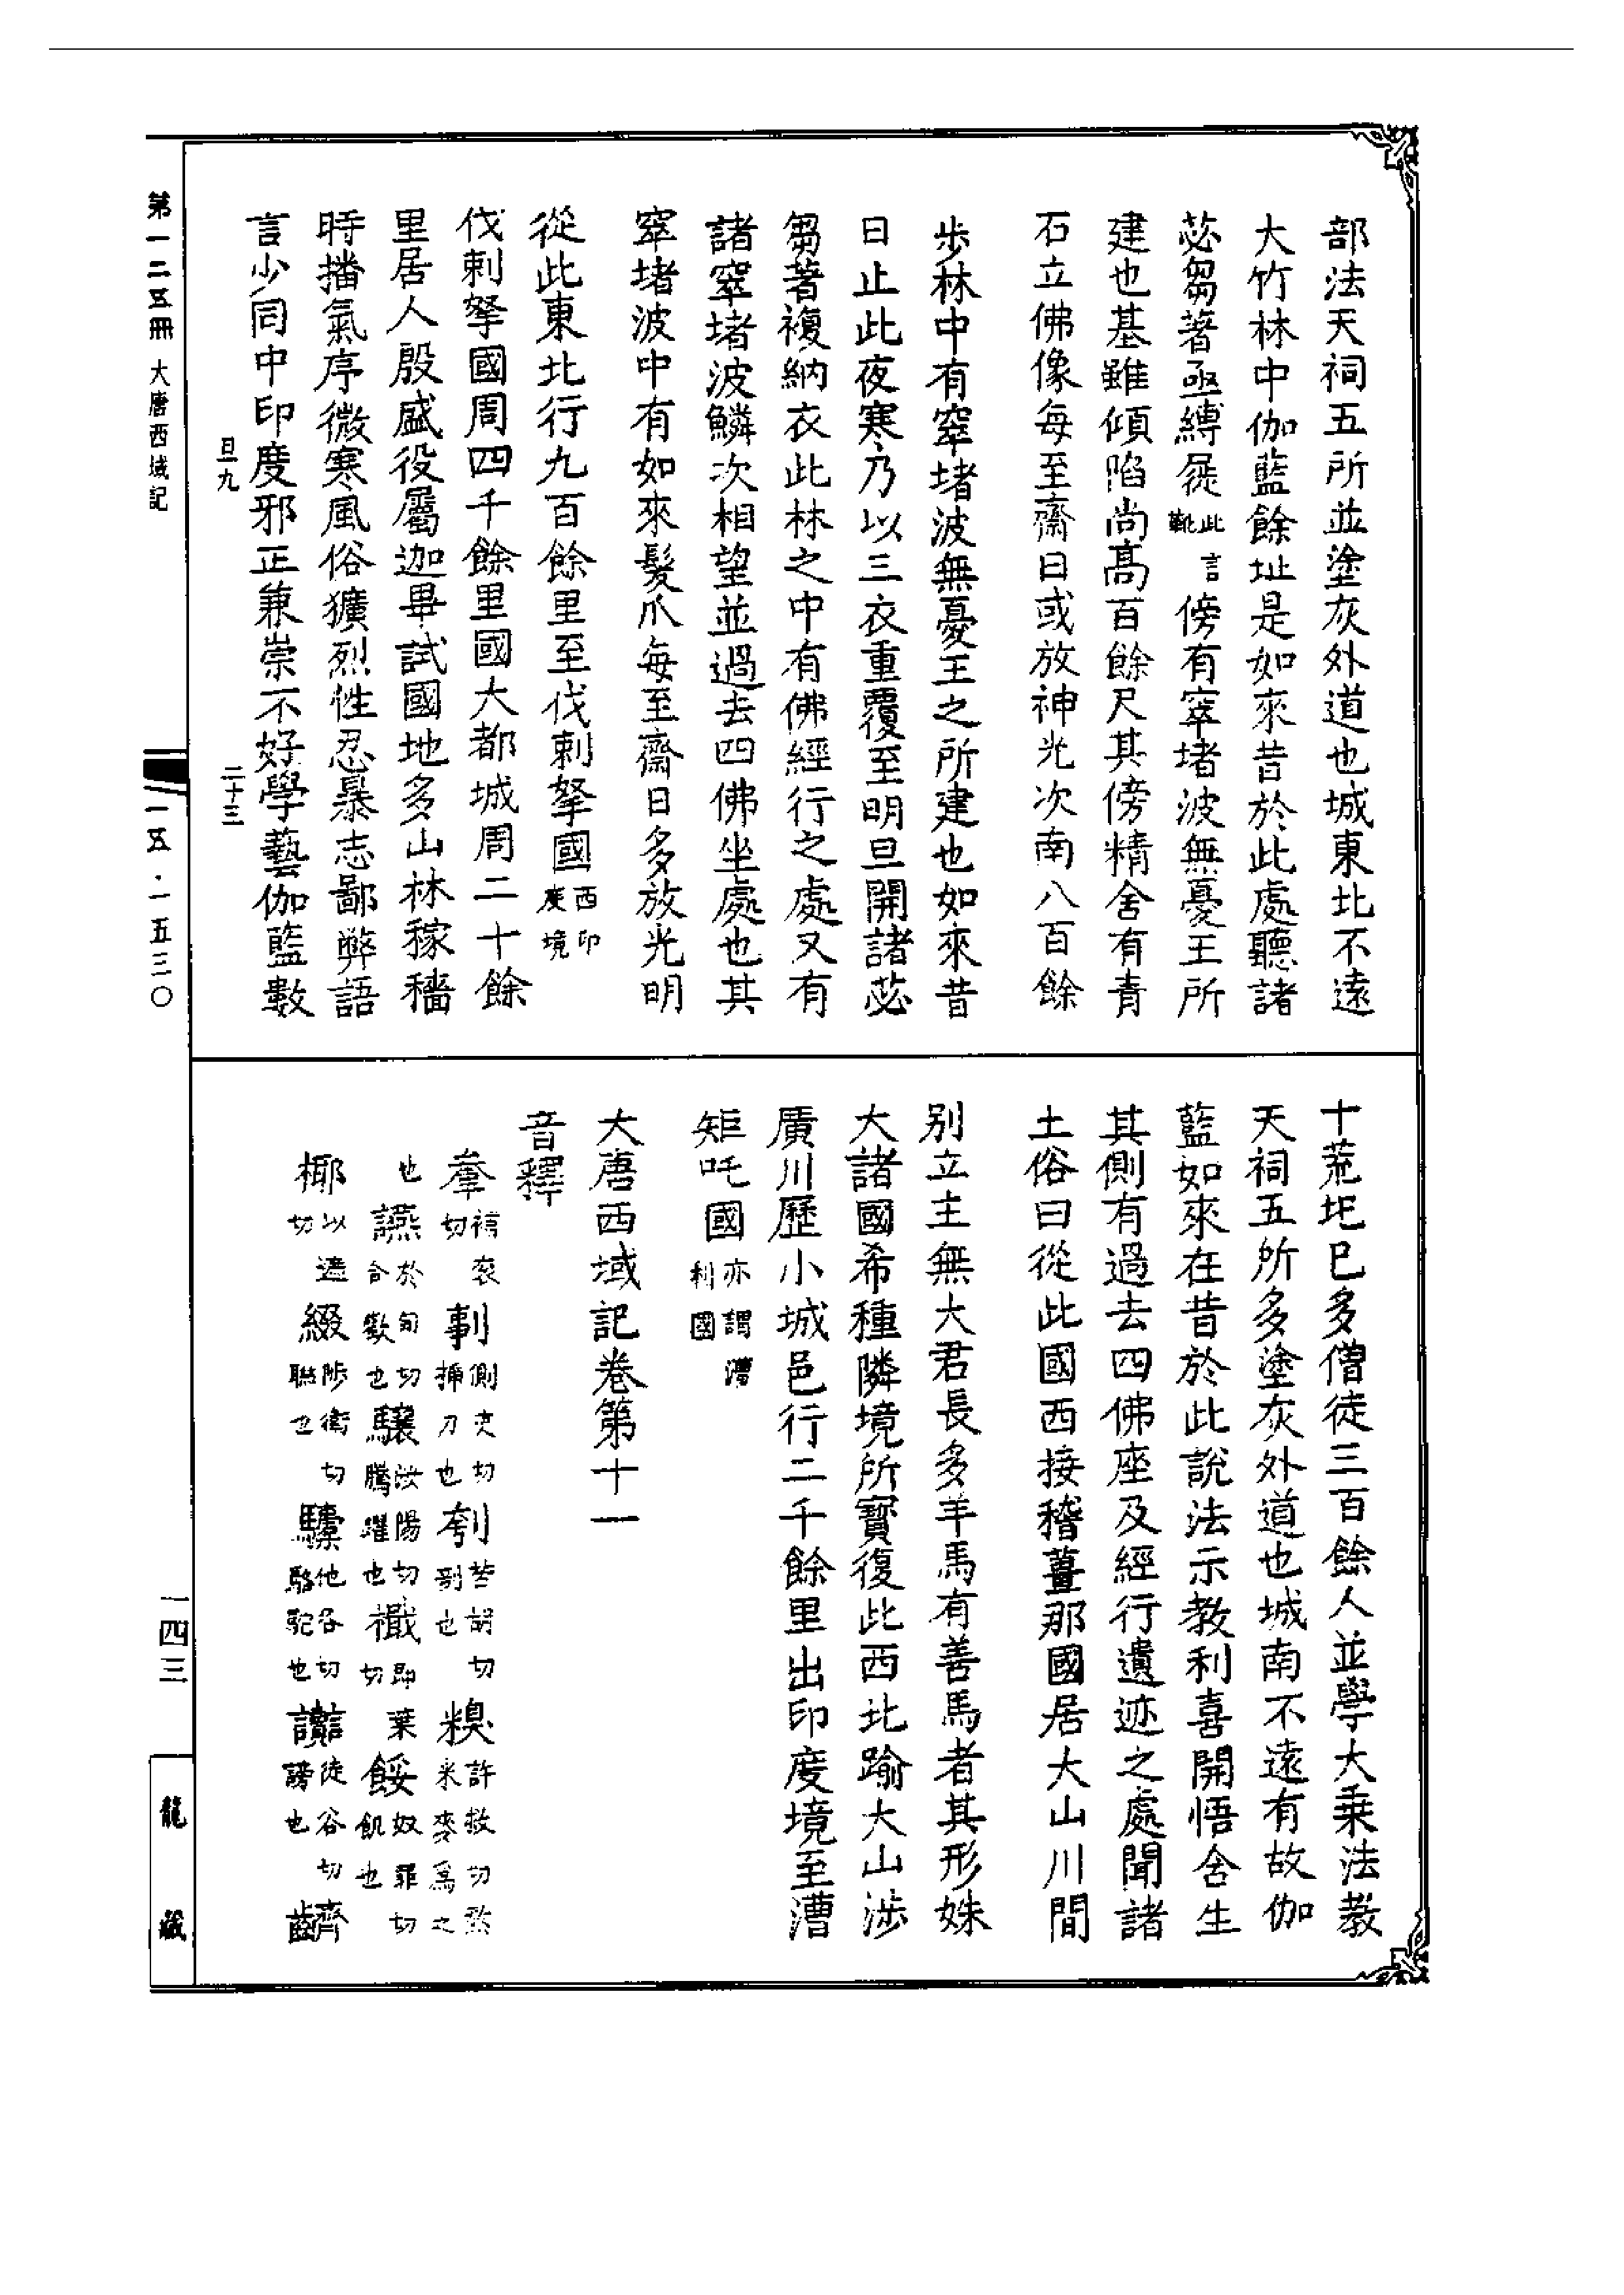 部法天祠五所並塗灰外道也城東北不遠
大竹林中伽藍餘址是如來昔於此處聽諸
苾芻著亟縛屣此言靴傍有窣堵波無憂王所
建也基雖傾陷尚高百餘尺其傍精舍有青
石立佛像每至齋日或放神光次南八百餘
步林中有窣堵波無憂王之所建也如來昔
日止此夜寒乃以三衣重覆至明旦開諸苾
芻著複納衣此林之中有佛經行之處又有
諸窣堵波鱗次相望並過去四佛坐處也其
窣堵波中有如來髮爪每至齋日多放光明
從此東北行九百餘里至伐剌拏國西印度境
伐剌拏國周四千餘里國大都城周二十餘
里居人殷盛役屬迦畢試國地多山林稼穡
時播氣序微寒風俗獷烈性忍暴志鄙弊語
言少同中印度邪正兼崇不好學藝伽藍數
旦九
二十三
十荒圯巳多僧徒三百餘人並學大乗法教
天祠五所多塗灰外道也城南不遠有故伽
藍如來在昔於此說法示教利喜開悟含生
其側有過去四佛座及經行遺迹之處聞諸
土俗曰從此國西接稽薑那國居大山川間
別立主無大君長多羊馬有善馬者其形姝
大諸國希種隣境所寳復此西北踰大山涉
廣川歷小城邑行二千餘里出印度境至漕
矩吒國亦謂漕利國
大唐西域記卷第十一
音釋
㨊切剚側吏切插刀也刳苦胡切剖也糗許救切熬米麥爲之
也讌於甸切合歡也驤汝陽切騰躍也檝即葉切餒奴罪切飢也
椰以遮切綴陟衛切聯也驝他各切駱駝也讟徒谷切謗也齎
第一二五冊 大唐西域記
一五·一五三〇
一四三
龍藏